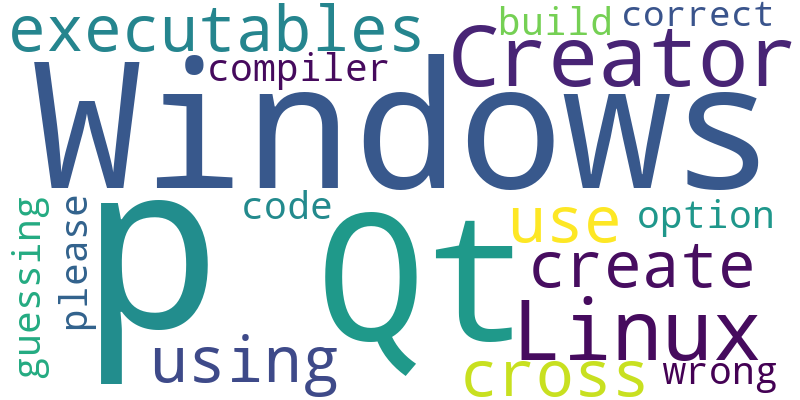 executables
build
correct
Creator
compiler
Windows
guessing
please
p
code
Qt
use
option
create
Linux
using
cross
wrong